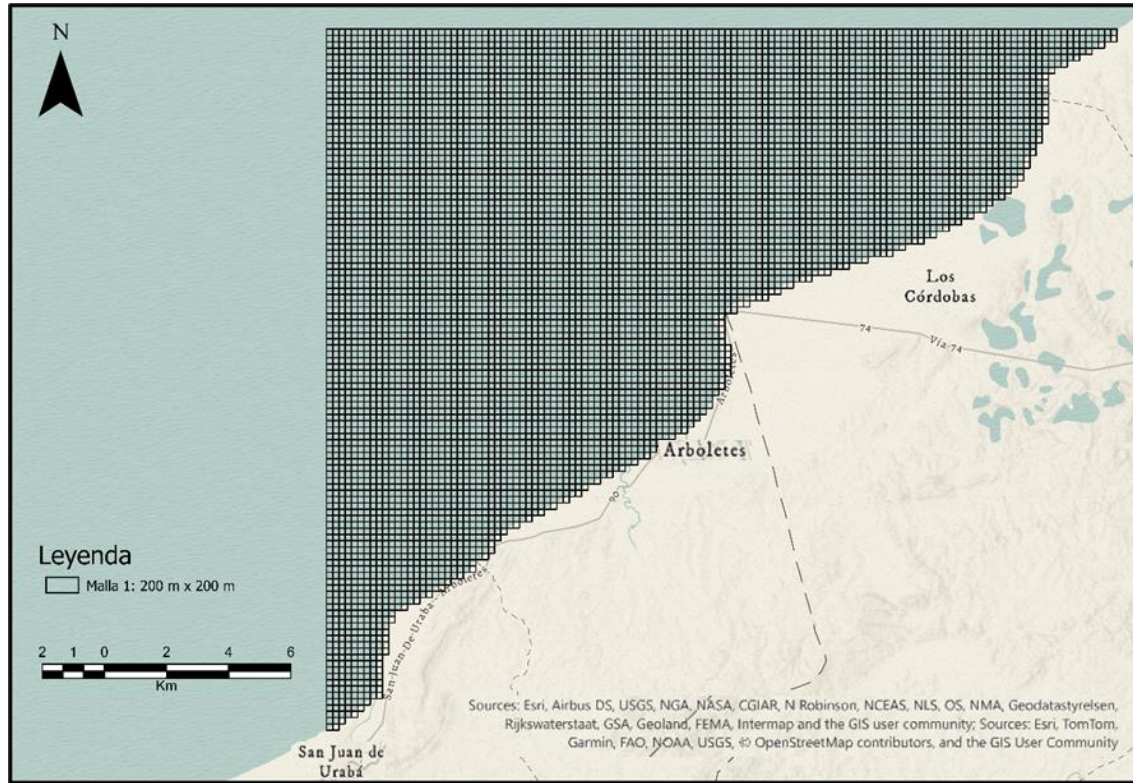 N
Los
Córdobas
74
Vía 74
Arboletes
Arboletes
90
San-Juan-De-Uraba - Arboletes
Leyenda
Malla 1: 200 m x 200 m
2 1 0 2 4 6
Km
Sources: Esri, Airbus DS, USGS, NGA, NASA, CGIAR, N Robinson, NCEAS, NLS, OS, NMA, Geodatastyrelsen,
Rijkswaterstaat, GSA, Geoland, FEMA, Intermap and the GIS user community; Sources: Esri, TomTom,
Garmin, FAO, NOAA, USGS, © OpenStreetMap contributors, and the GIS User Community
San Juan de
Urabá